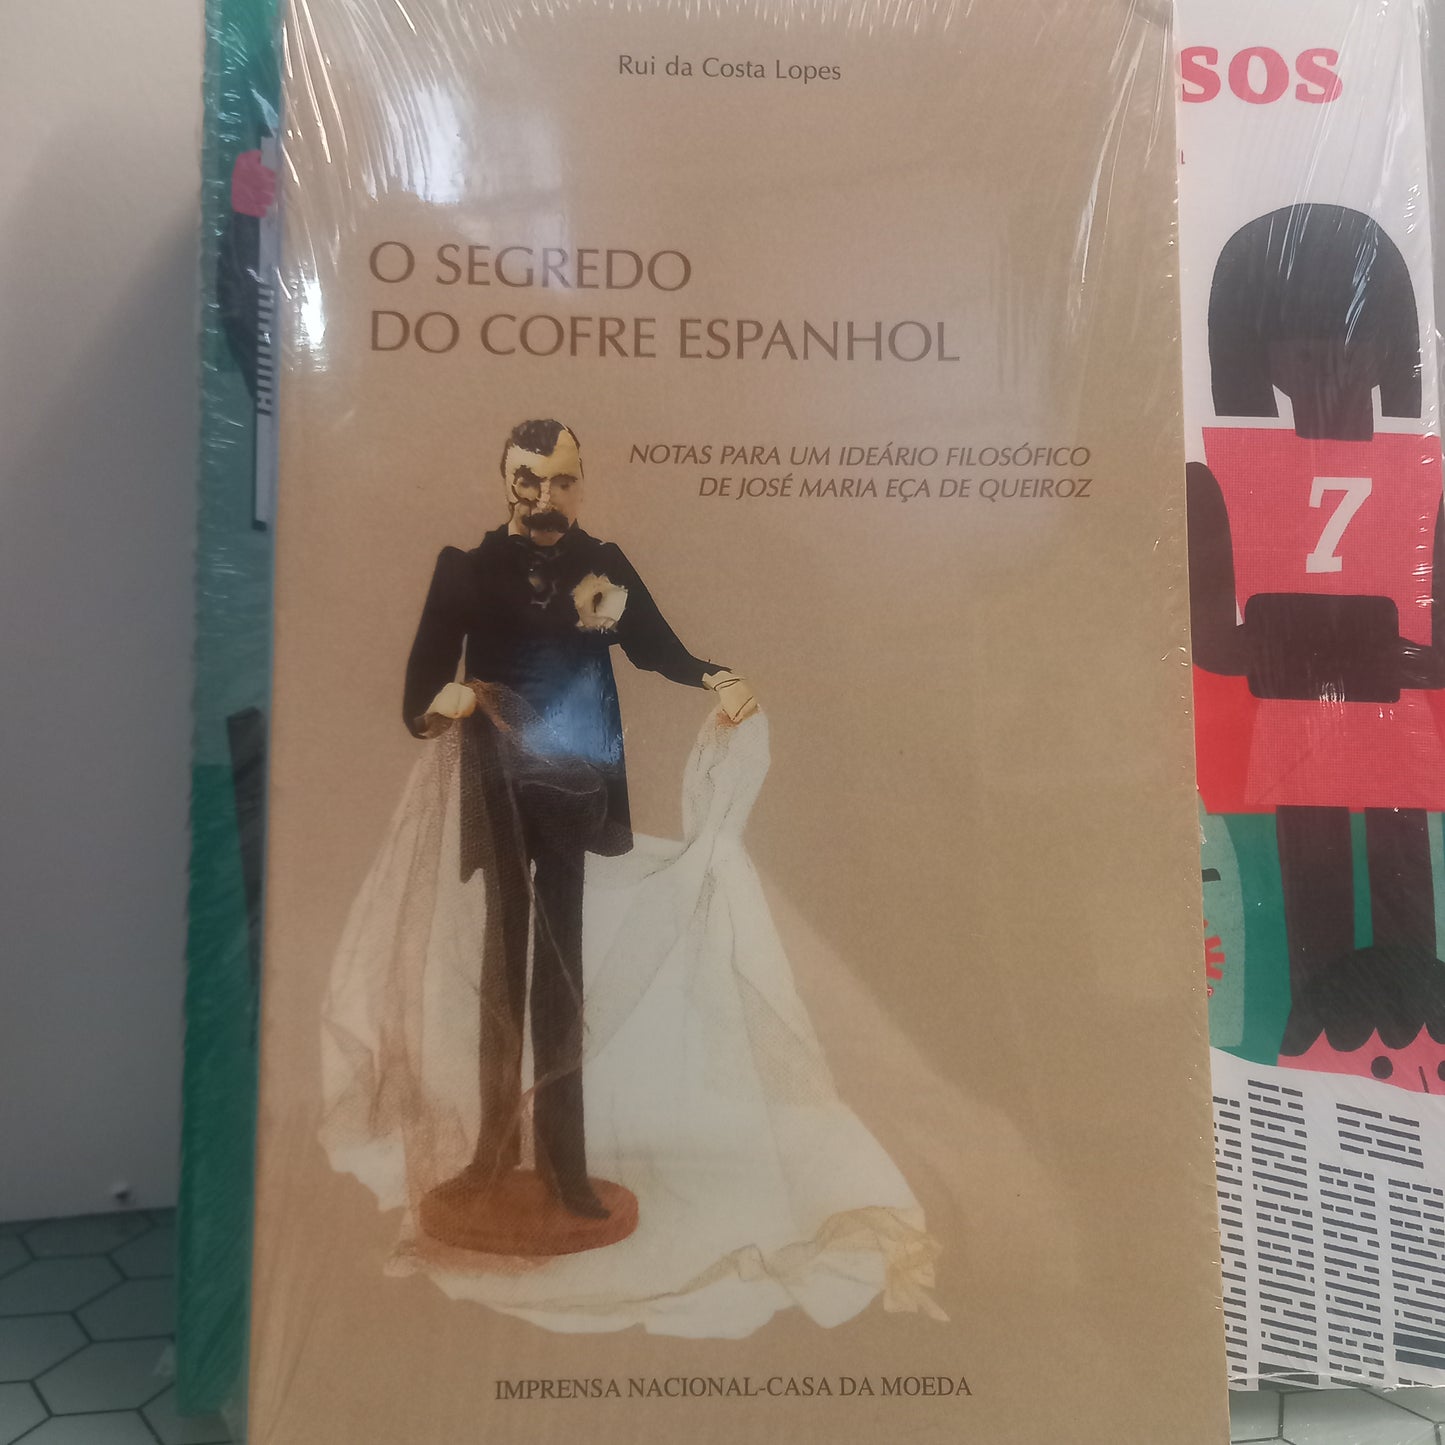 Rui da Costa Lopes
O SEGREDO
DO COFRE ESPANHOL
NOTAS PARA UM IDEÁRIO FILOSÓFICO
DE JOSÉ MARIA EÇA DE QUEIROZ
IMPRENSA NACIONAL-CASA DA MOEDA
SOS
7